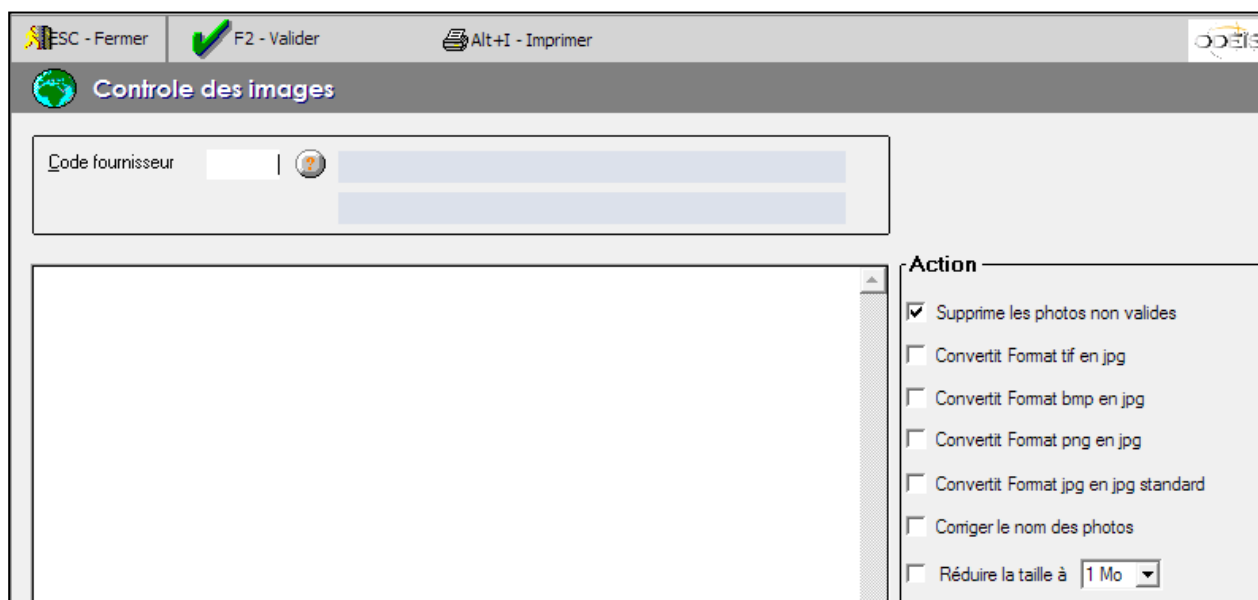 ESC - Fermer F2 - Valider Alt+I - Imprimer
Controle des images
Code fournisseur ?
Action
Supprime les photos non valides
Convertit Format tif en jpg
Convertit Format bmp en jpg
Convertit Format png en jpg
Convertit Format jpg en jpg standard
Corriger le nom des photos
Réduire la taille à 1 Mo